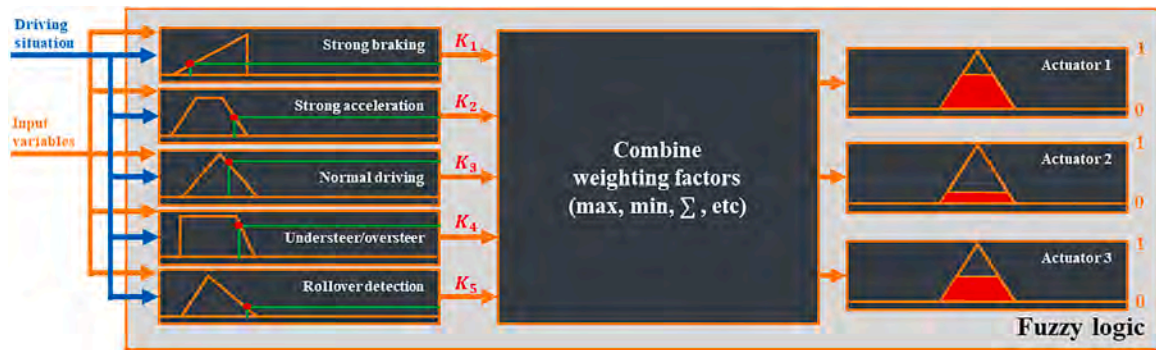 Driving
situation
Input
variables
Strong braking
Strong acceleration
Normal driving
Understeer/oversteer
Rollover detection
K1
K2
K3
K4
K5
Combine
weighting factors
(max, min, ∑ , etc)
Actuator 1
1
0
Actuator 2
1
0
Actuator 3
1
0
Fuzzy logic